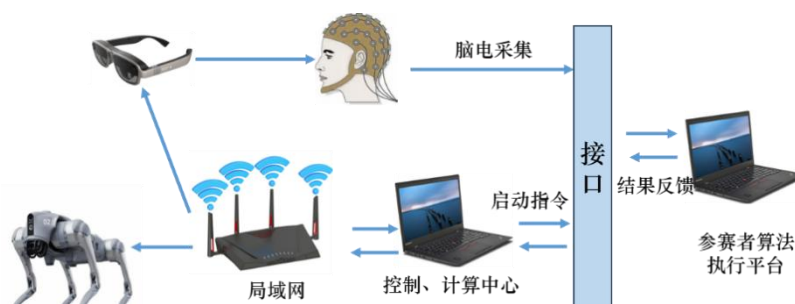 脑电采集
接口
启动指令
结果反馈
局域网
控制、计算中心
参赛者算法
执行平台